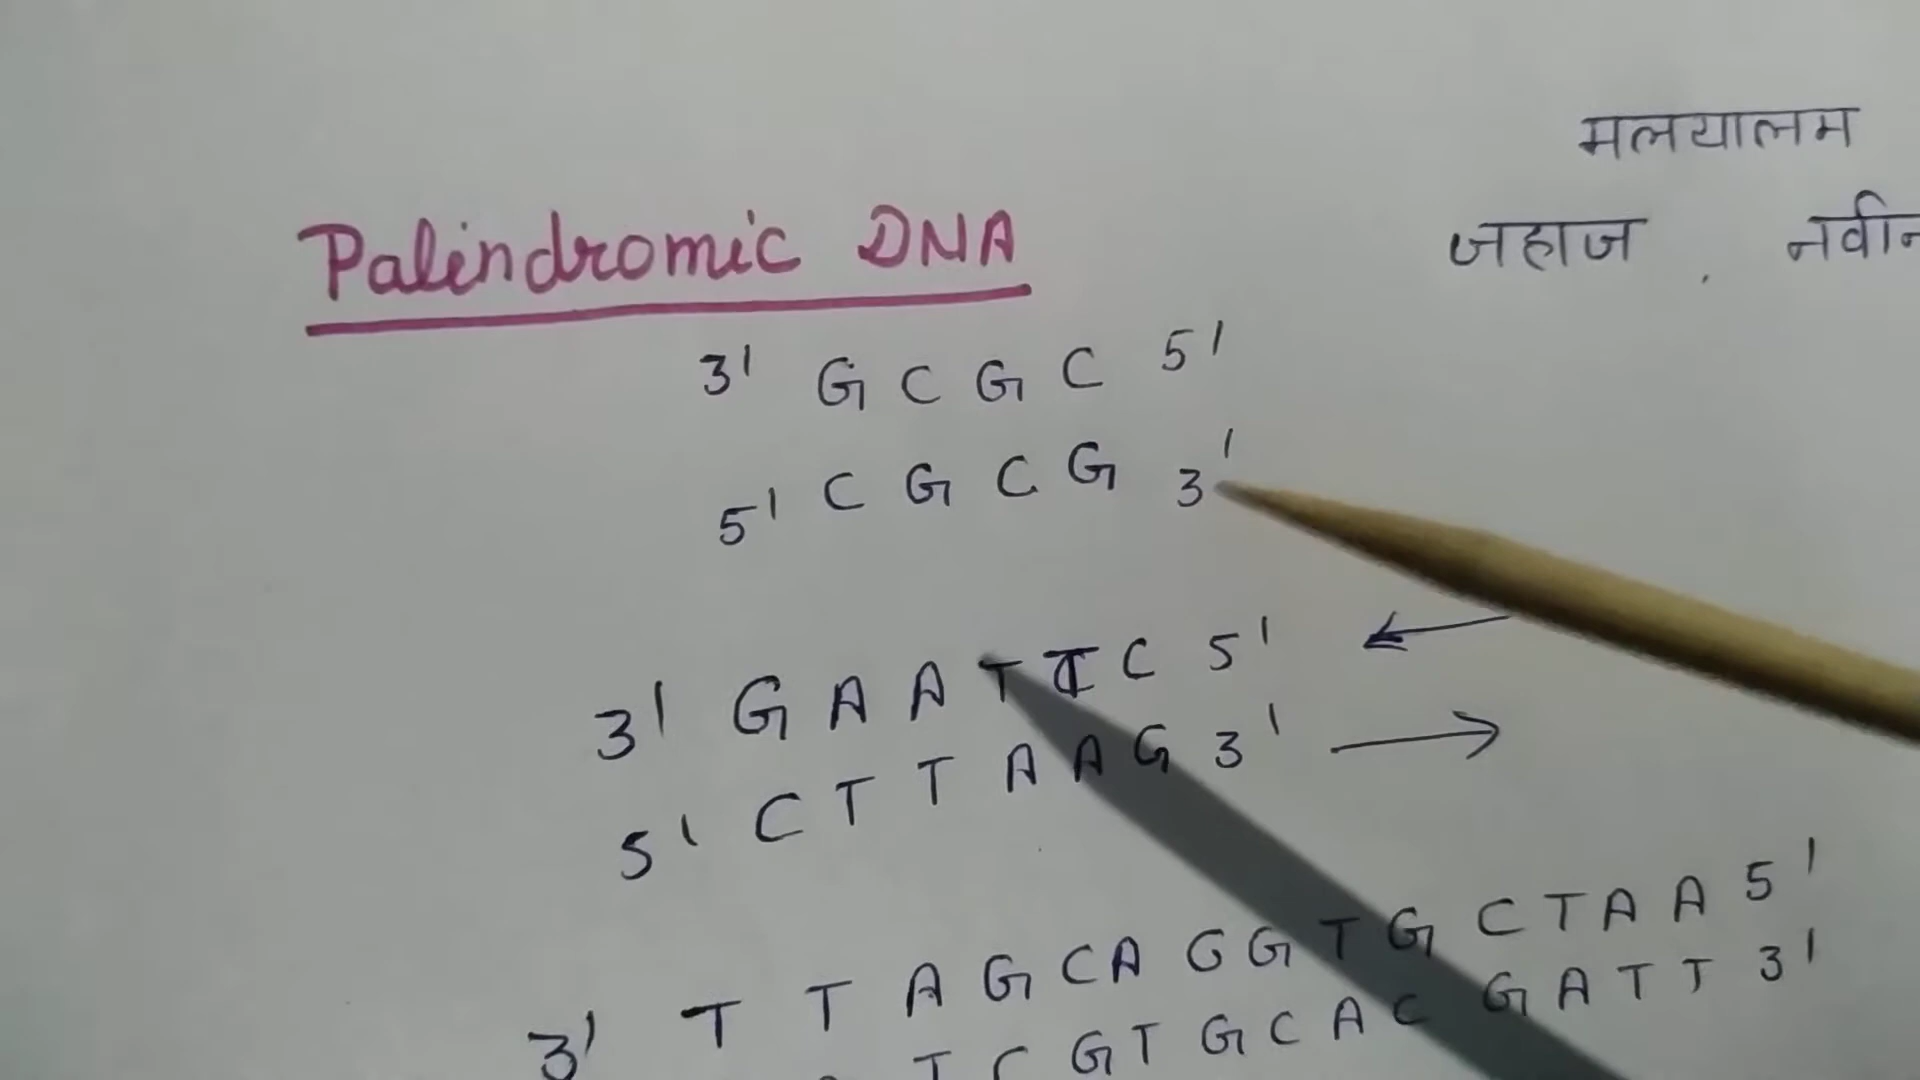 मलयालम
Palindromic DNA
जहाज , नवीन
3' G C G C 5'
5' C G C G 3'
3' G A A T T C 5'
5' C T T A A G 3'
3' T T A G C A G G T G C T A A 5'
T C G T G C A C G A T T 3'